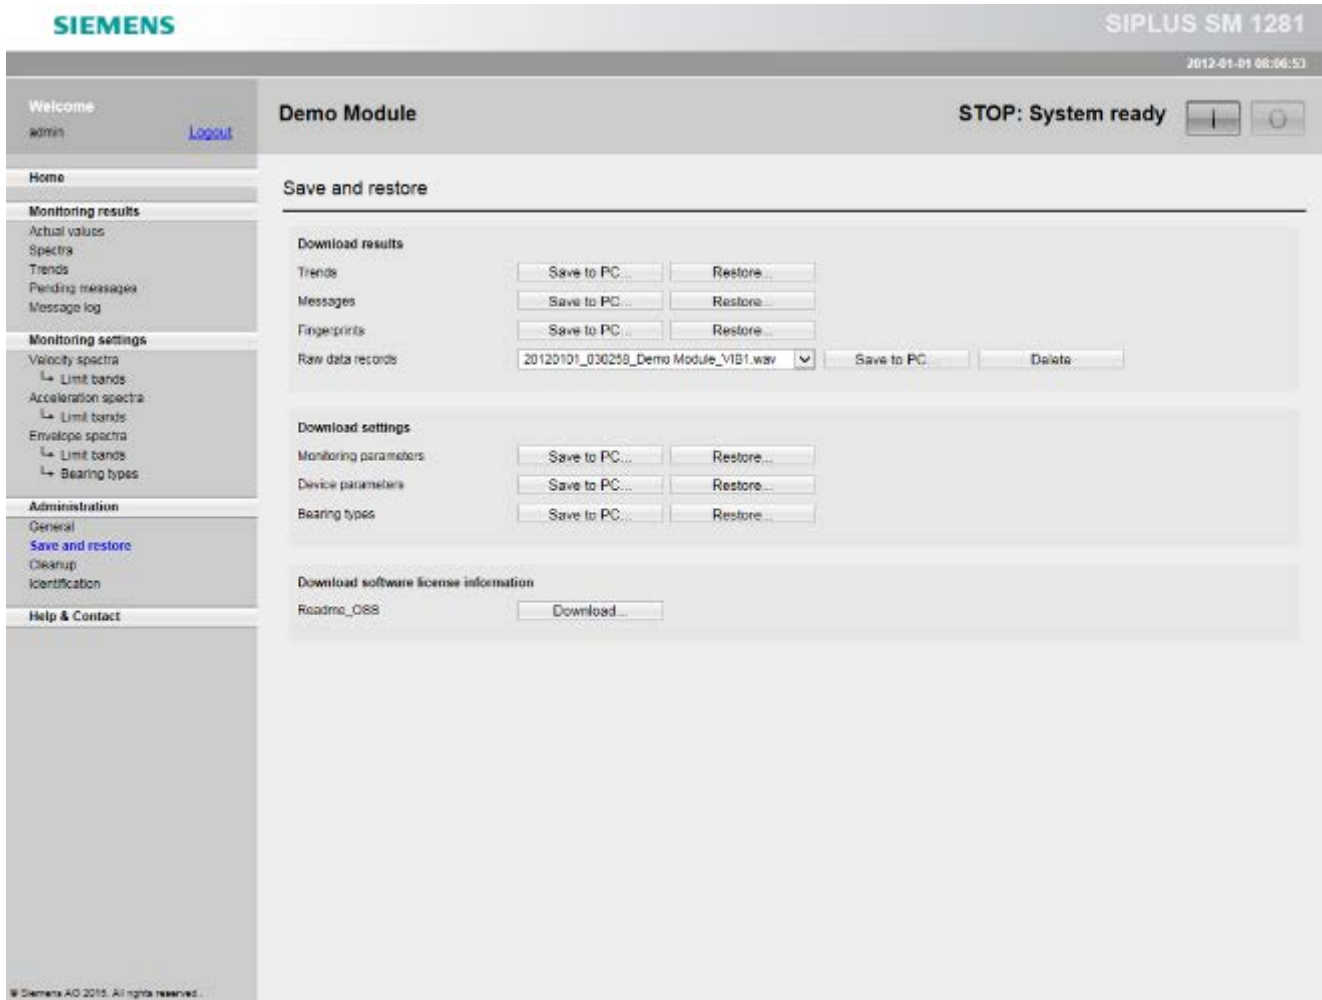 SIEMENS
SIPLUS SM 1281
2012-01-01 08:06:53
Welcome
admin Logout
Demo Module
STOP: System ready
I O
Home
Monitoring results
Actual values
Spectra
Trends
Pending messages
Message log
Monitoring settings
Velocity spectra
Limit bands
Acceleration spectra
Limit bands
Envelope spectra
Limit bands
Bearing types
Administration
General
Save and restore
Cleanup
Identification
Help & Contact
© Siemens AG 2015. All rights reserved.
Save and restore
Download results
Trends Save to PC... Restore...
Messages Save to PC... Restore...
Fingerprints Save to PC... Restore...
Raw data records 20120101_030258_Demo Module_VIB1.wav Save to PC... Delete
Download settings
Monitoring parameters Save to PC... Restore...
Device parameters Save to PC... Restore...
Bearing types Save to PC... Restore...
Download software license information
Readme_OSS Download...